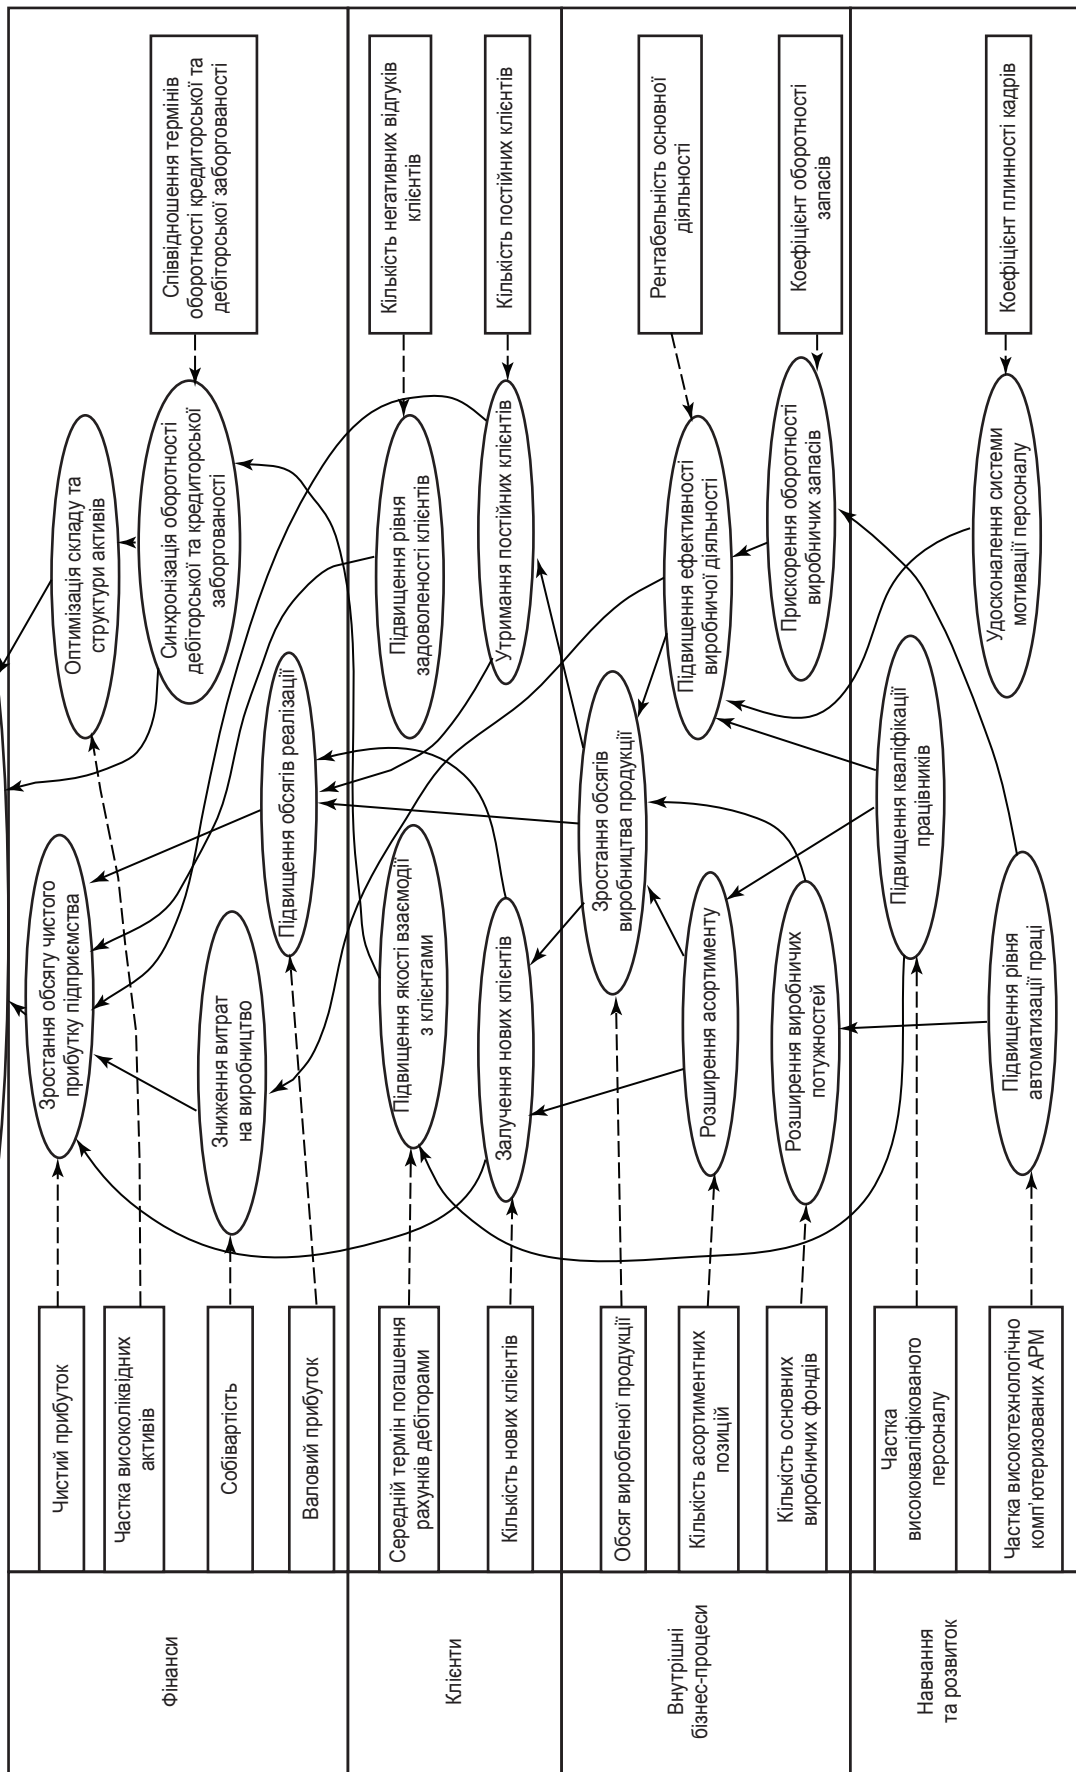 Фінанси
Чистий прибуток
Частка високоліквідних
активів
Собівартість
Валовий прибуток
Зростання обсягу чистого
прибутку підприємства
Зниження витрат
на виробництво
Підвищення обсягів реалізації
Оптимізація складу та
структури активів
Синхронізація оборотності
дебіторської та кредиторської
заборгованості
Співвідношення термінів
оборотності кредиторської та
дебіторської заборгованості
Клієнти
Середній термін погашення
рахунків дебіторами
Кількість нових клієнтів
Підвищення якості взаємодії
з клієнтами
Залучення нових клієнтів
Підвищення рівня
задоволеності клієнтів
Утримання постійних клієнтів
Кількість негативних відгуків
клієнтів
Кількість постійних клієнтів
Внутрішні
бізнес-процеси
Обсяг виробленої продукції
Кількість асортиментних
позицій
Кількість основних
виробничих фондів
Зростання обсягів
виробництва продукції
Розширення асортименту
Розширення виробничих
потужностей
Підвищення ефективності
виробничої діяльності
Прискорення оборотності
виробничих запасів
Рентабельність основної
діяльності
Коефіцієнт оборотності
запасів
Навчання
та розвиток
Частка
висококваліфікованого
персоналу
Частка високотехнологічно
комп'ютеризованих АРМ
Підвищення кваліфікації
працівників
Підвищення рівня
автоматизації праці
Удосконалення системи
мотивації персоналу
Коефіцієнт плинності кадрів